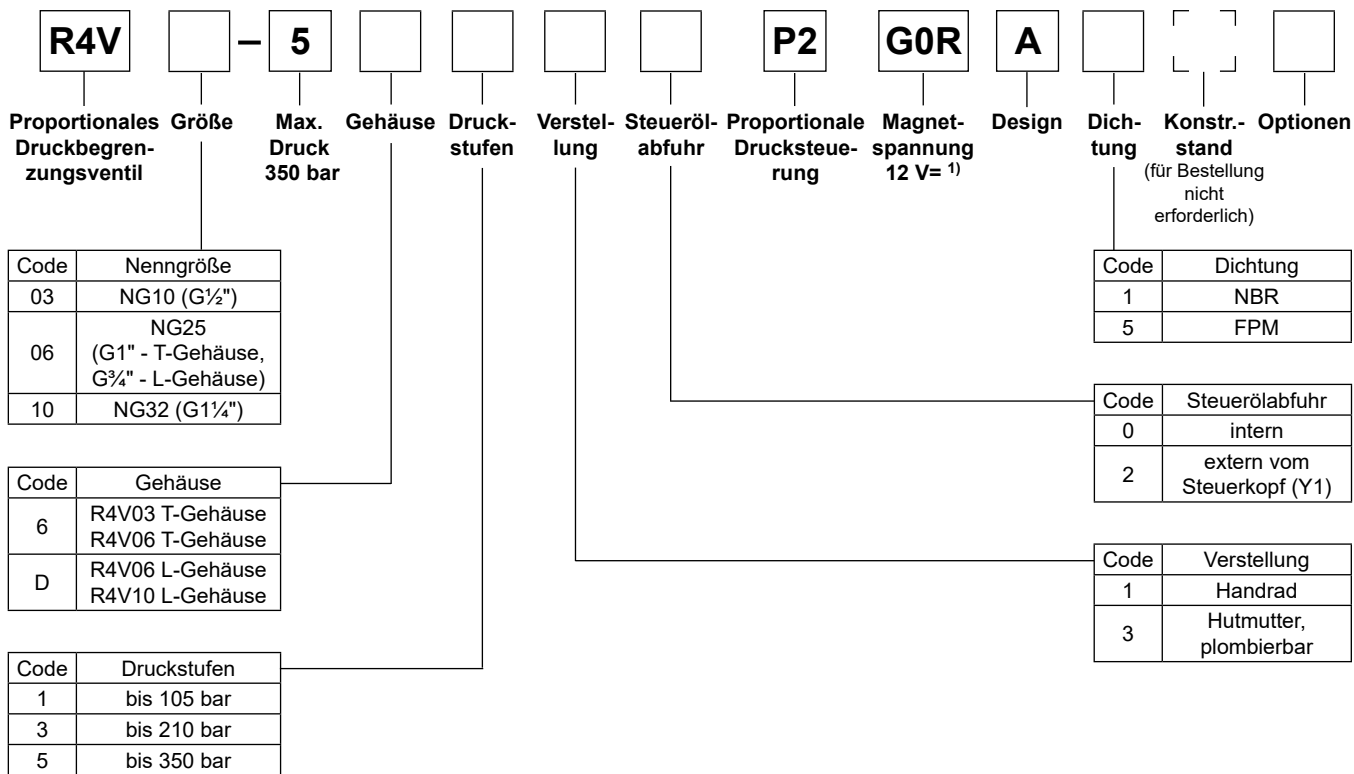 R4V – 5 P2 G0R A
Proportionales Größe Max. Gehäuse Druck- Verstel- Steueröl- Proportionale Magnet- Design Dich- Konstr.- Optionen
Druckbegren- Druck stufen lung abfuhr Drucksteue- spannung tung stand
zungsventil 350 bar rung 12 V= 1)
(für Bestellung
nicht
erforderlich)
Code Nenngröße
03 NG10 (G½")
06 NG25
(G1" - T-Gehäuse,
G¾" - L-Gehäuse)
10 NG32 (G1¼")
Code Gehäuse
6 R4V03 T-Gehäuse
R4V06 T-Gehäuse
D R4V06 L-Gehäuse
R4V10 L-Gehäuse
Code Druckstufen
1 bis 105 bar
3 bis 210 bar
5 bis 350 bar
Code Dichtung
1 NBR
5 FPM
Code Steuerölabfuhr
0 intern
2 extern vom
Steuerkopf (Y1)
Code Verstellung
1 Handrad
3 Hutmutter,
plombierbar